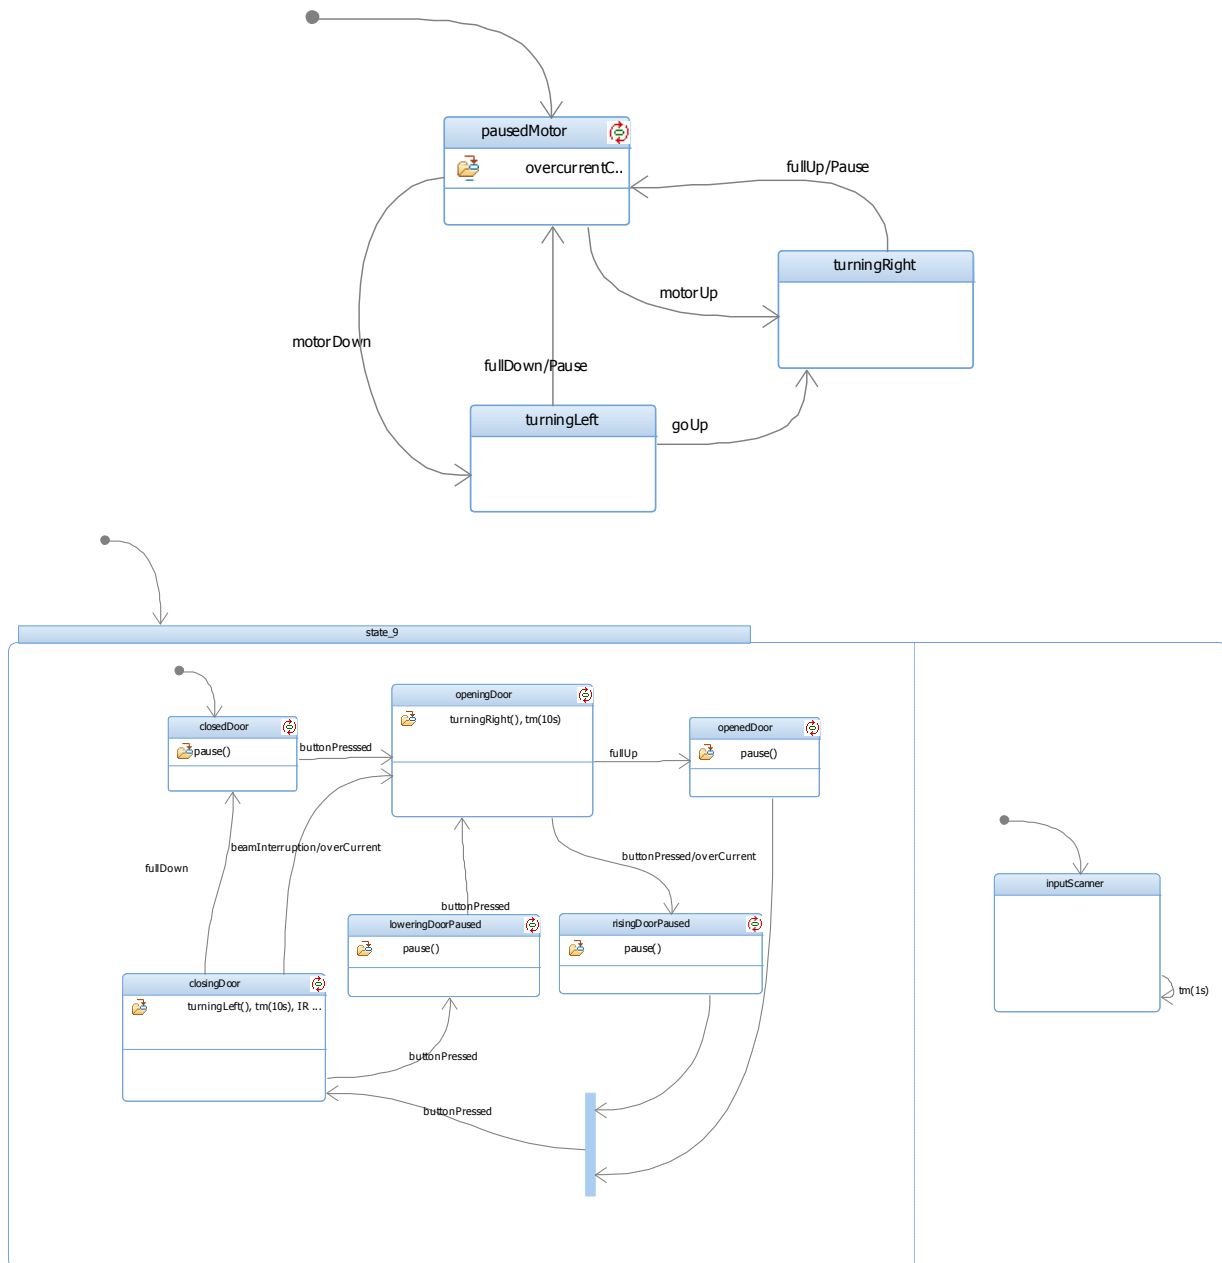 pausedMotor
overcurrentC..
fullUp/Pause
turningRight
motorUp
motorDown
fullDown/Pause
turningLeft
goUp
state_9
openingDoor
turningRight(), tm(10s)
closedDoor
pause()
buttonPresssed
fullUp
openedDoor
pause()
beamInterruption/overCurrent
fullDown
buttonPressed/overCurrent
inputScanner
buttonPressed
loweringDoorPaused
pause()
risingDoorPaused
pause()
closingDoor
turningLeft(), tm(10s), IR ...
tm(1s)
buttonPressed
buttonPressed